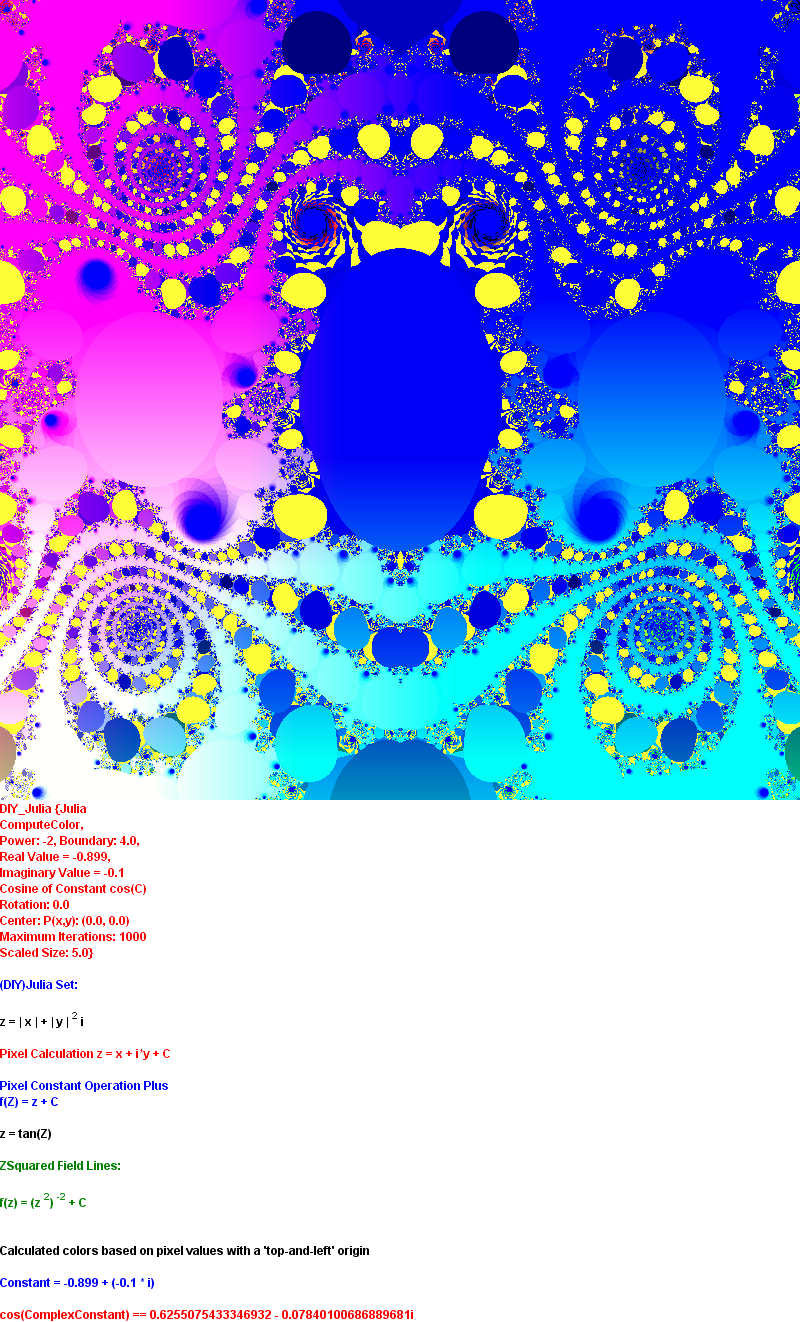 DIY_Julia {Julia
ComputeColor,
Power: -2, Boundary: 4.0,
Real Value = -0.899,
Imaginary Value = -0.1
Cosine of Constant cos(C)
Rotation: 0.0
Center: P(x,y): (0.0, 0.0)
Maximum Iterations: 1000
Scaled Size: 5.0}
(DIY)Julia Set:
z = | x | + | y | 2 i
Pixel Calculation z = x + i*y + C
Pixel Constant Operation Plus
f(Z) = z + C
z = tan(Z)
ZSquared Field Lines:
f(z) = (z 2) -2 + C
Calculated colors based on pixel values with a 'top-and-left' origin
Constant = -0.899 + (-0.1 * i)
cos(ComplexConstant) == 0.6255075433346932 - 0.07840100686889681i